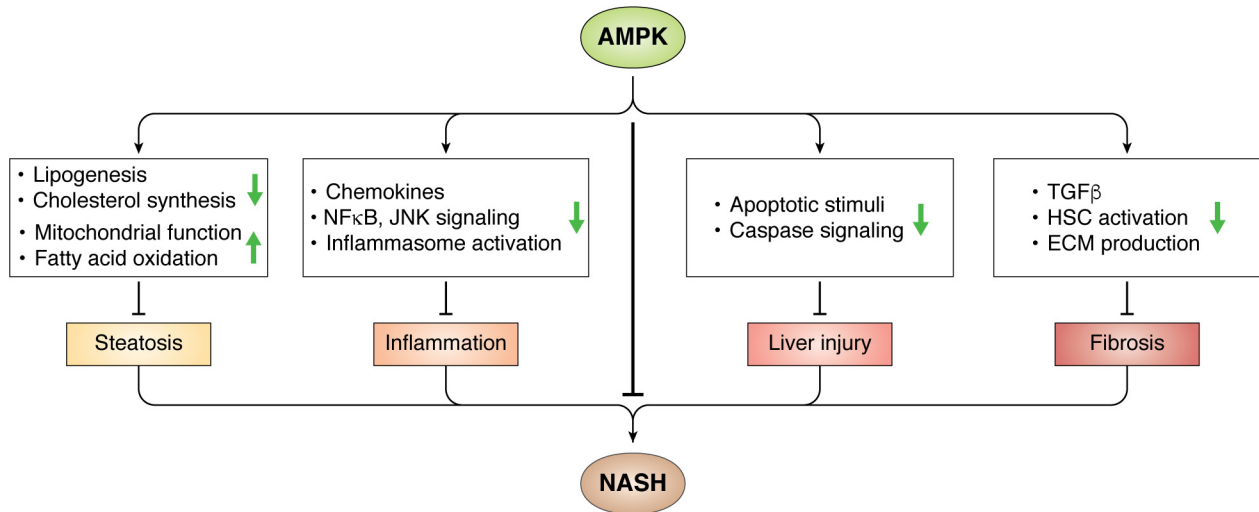 AMPK
• Lipogenesis
• Cholesterol synthesis
• Mitochondrial function
• Fatty acid oxidation
• Chemokines
• NFκB, JNK signaling
• Inflammasome activation
• Apoptotic stimuli
• Caspase signaling
• TGFβ
• HSC activation
• ECM production
Steatosis
Inflammation
Liver injury
Fibrosis
NASH